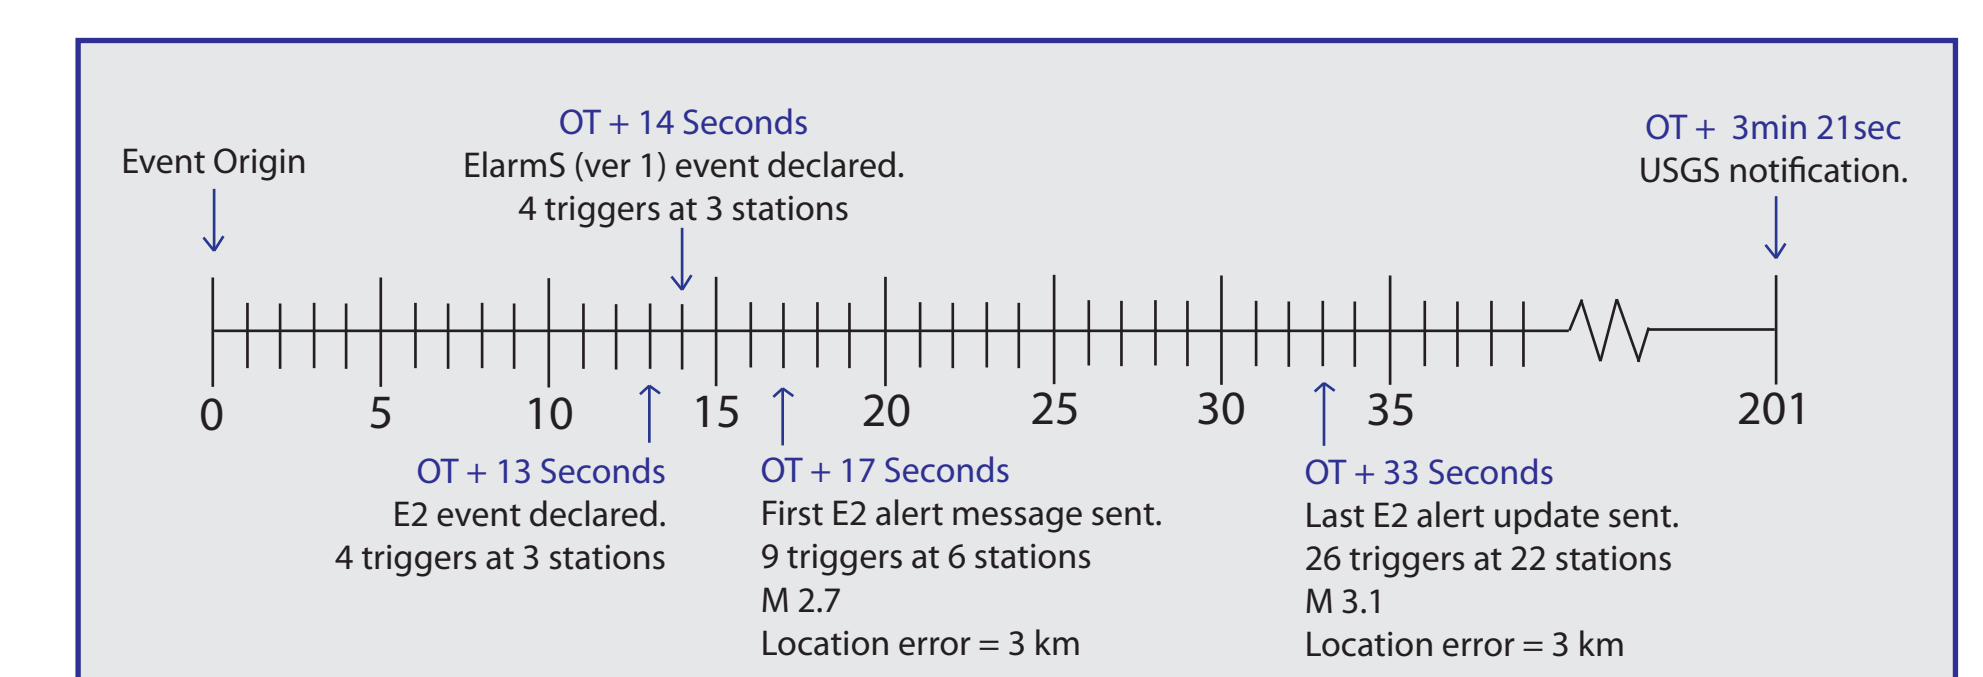 Event Origin
OT + 14 Seconds
ElarmS (ver 1) event declared.
4 triggers at 3 stations
OT +  3min 21sec
USGS notification.
0
5
10
15
20
25
30
35
201
OT + 13 Seconds
E2 event declared.
4 triggers at 3 stations
OT + 17 Seconds
First E2 alert message sent.
9 triggers at 6 stations
M 2.7
Location error = 3 km
OT + 33 Seconds
Last E2 alert update sent.
26 triggers at 22 stations
M 3.1
Location error = 3 km